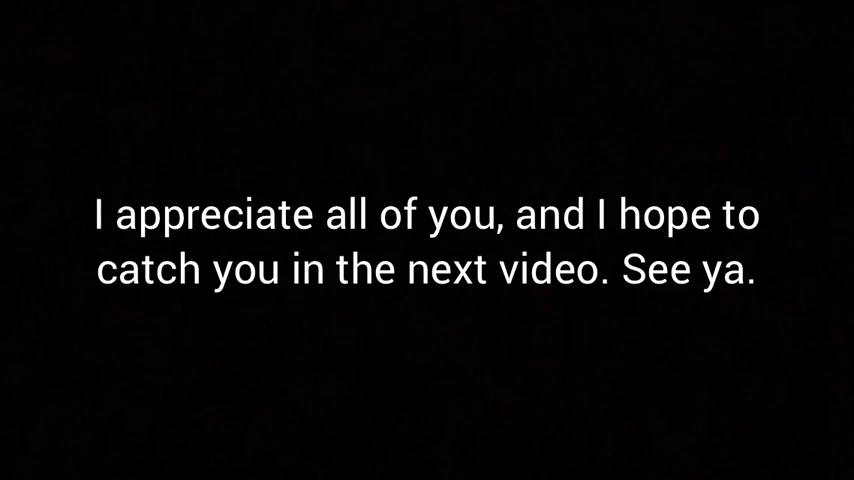 I appreciate all of you, and I hope to
catch you in the next video. See ya.